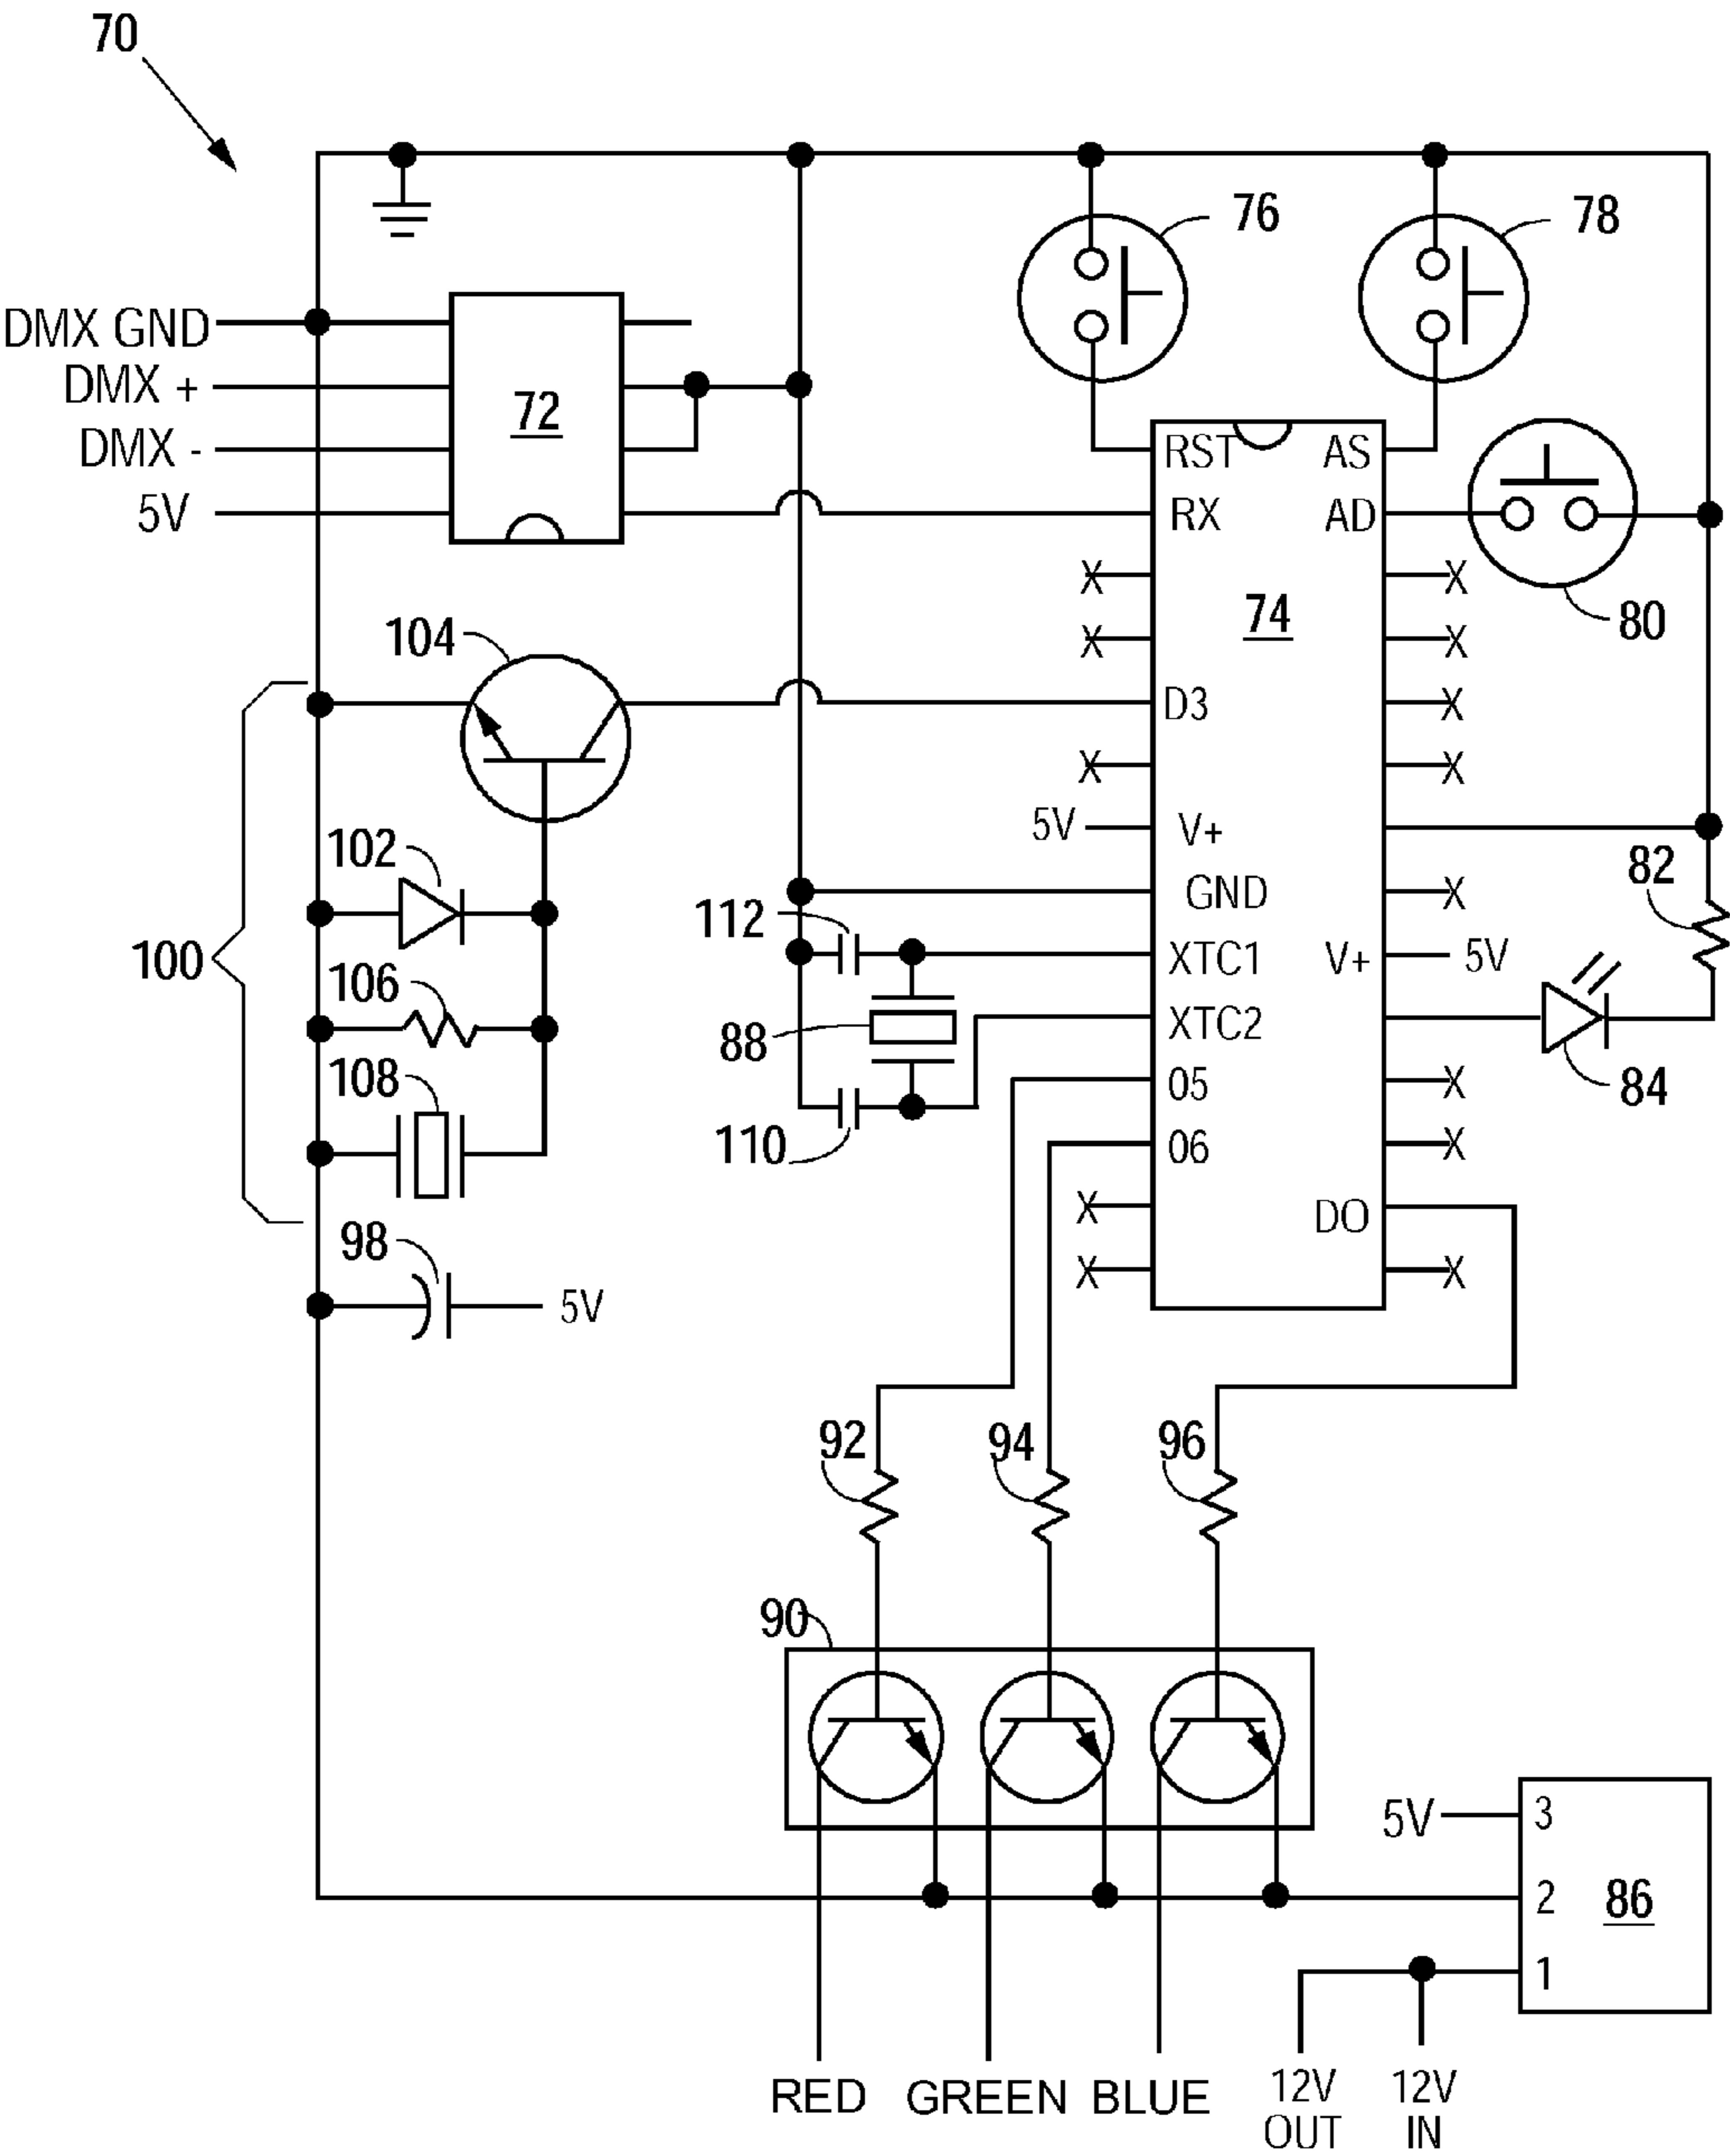 70
76
78
DMX GND
DMX +
72
DMX -
5V
RST
AS
RX
AD
X
X
74
80
104
X
X
D3
X
X
X
5V
V+
102
82
GND
X
112
100
XTC1
V+
5V
106
88
XTC2
108
05
X
84
110
06
X
X
DO
98
X
X
5V
92
94
96
90
5V
3
2
86
1
RED
GREEN
BLUE
12V
OUT
12V
IN